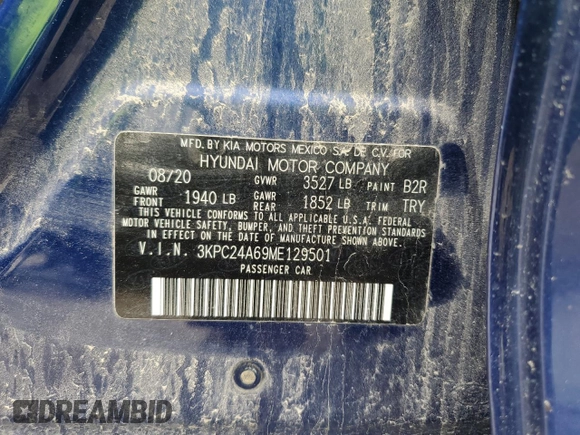 MFD. BY KIA MOTORS MEXICO S.A. DE C.V. FOR
HYUNDAI MOTOR COMPANY
08/20 GVWR 3527 LB PAINT B2R
GAWR FRONT 1940 LB GAWR REAR 1852 LB TRIM TRY
THIS VEHICLE CONFORMS TO ALL APPLICABLE U.S.A. FEDERAL
MOTOR VEHICLE SAFETY, BUMPER, AND THEFT PREVENTION STANDARDS
IN EFFECT ON THE DATE OF MANUFACTURE SHOWN ABOVE.
V.I.N. 3KPC24A69ME129501
PASSENGER CAR
DREAMBID